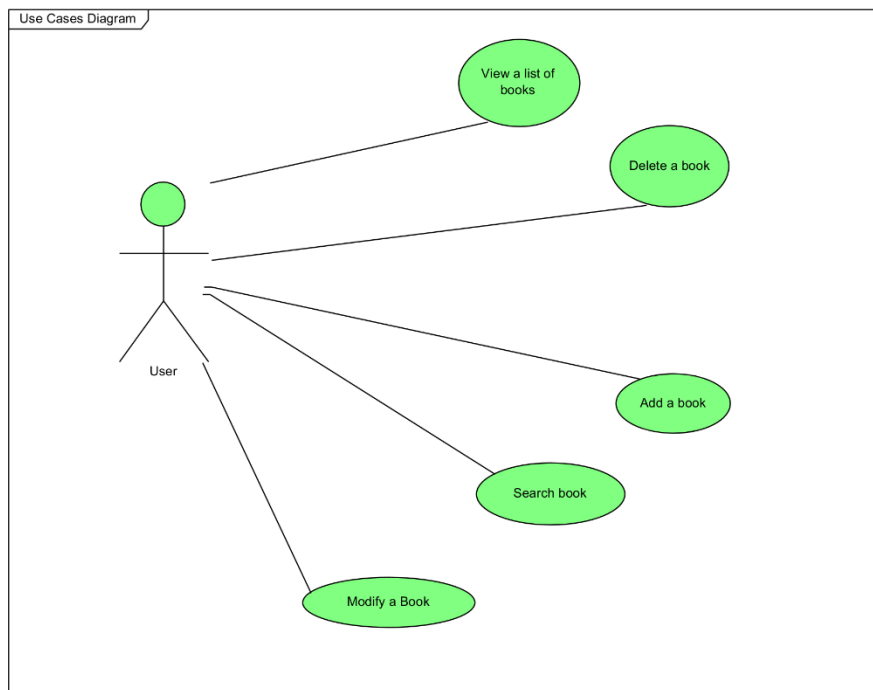 Use Cases Diagram
View a list of
books
Delete a book
User
Add a book
Search book
Modify a Book